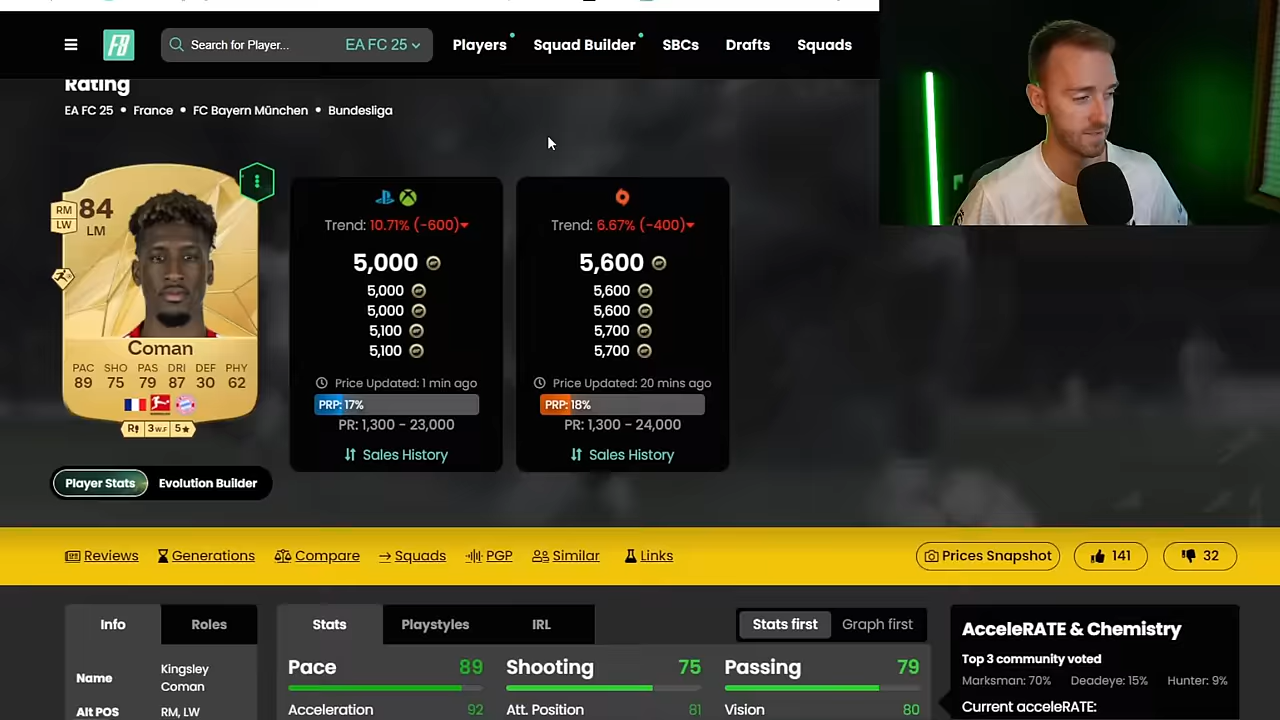 FB Search for Player... EA FC 25 Players Squad Builder SBCs Drafts Squads
Rating
EA FC 25 • France • FC Bayern München • Bundesliga
RM
LW
84
LM
Coman
PAC SHO PAS DRI DEF PHY
89 75 79 87 30 62
3 W.F 5★
Trend: 10.71% (-600)
5,000
5,000
5,000
5,100
5,100
Price Updated: 1 min ago
PRP: 17%
PR: 1,300 - 23,000
Sales History
Trend: 6.67% (-400)
5,600
5,600
5,600
5,700
5,700
Price Updated: 20 mins ago
PRP: 18%
PR: 1,300 - 24,000
Sales History
Player Stats Evolution Builder
Reviews Generations Compare Squads PGP Similar Links Prices Snapshot 141 32
Info Roles
Name Kingsley
Coman
Alt POS RM, LW
Stats Playstyles IRL Stats first Graph first
Pace 89 Shooting 75 Passing 79
Acceleration 92 Att. Position 81 Vision 80
AcceleRATE & Chemistry
Top 3 community voted
Marksman: 70% Deadeye: 15% Hunter: 9%
Current acceleRATE: